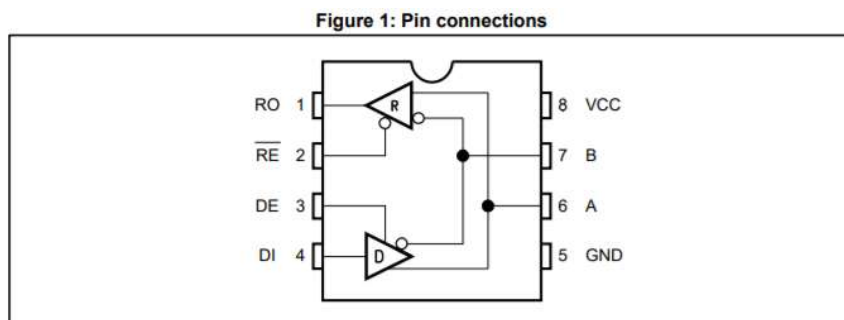 Figure 1: Pin connections
RO 1 R 8 VCC
RE 2 7 B
DE 3 6 A
DI 4 D 5 GND